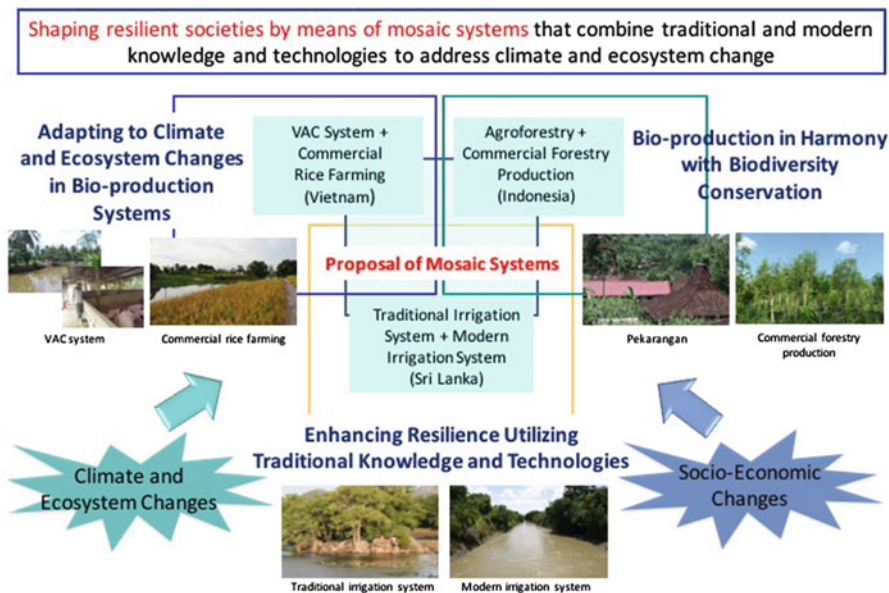 Shaping resilient societies by means of mosaic systems that combine traditional and modern
knowledge and technologies to address climate and ecosystem change
Adapting to Climate
and Ecosystem Changes
in Bio-production
Systems
VAC System +
Commercial
Rice Farming
(Vietnam)
Agroforestry +
Commercial Forestry
Production
(Indonesia)
Bio-production in Harmony
with Biodiversity
Conservation
Proposal of Mosaic Systems
VAC system
Commercial rice farming
Traditional Irrigation
System + Modern
Irrigation System
(Sri Lanka)
Pekarangan
Commercial forestry
production
Climate and
Ecosystem Changes
Enhancing Resilience Utilizing
Traditional Knowledge and Technologies
Socio-Economic
Changes
Traditional irrigation system
Modern irrigation system